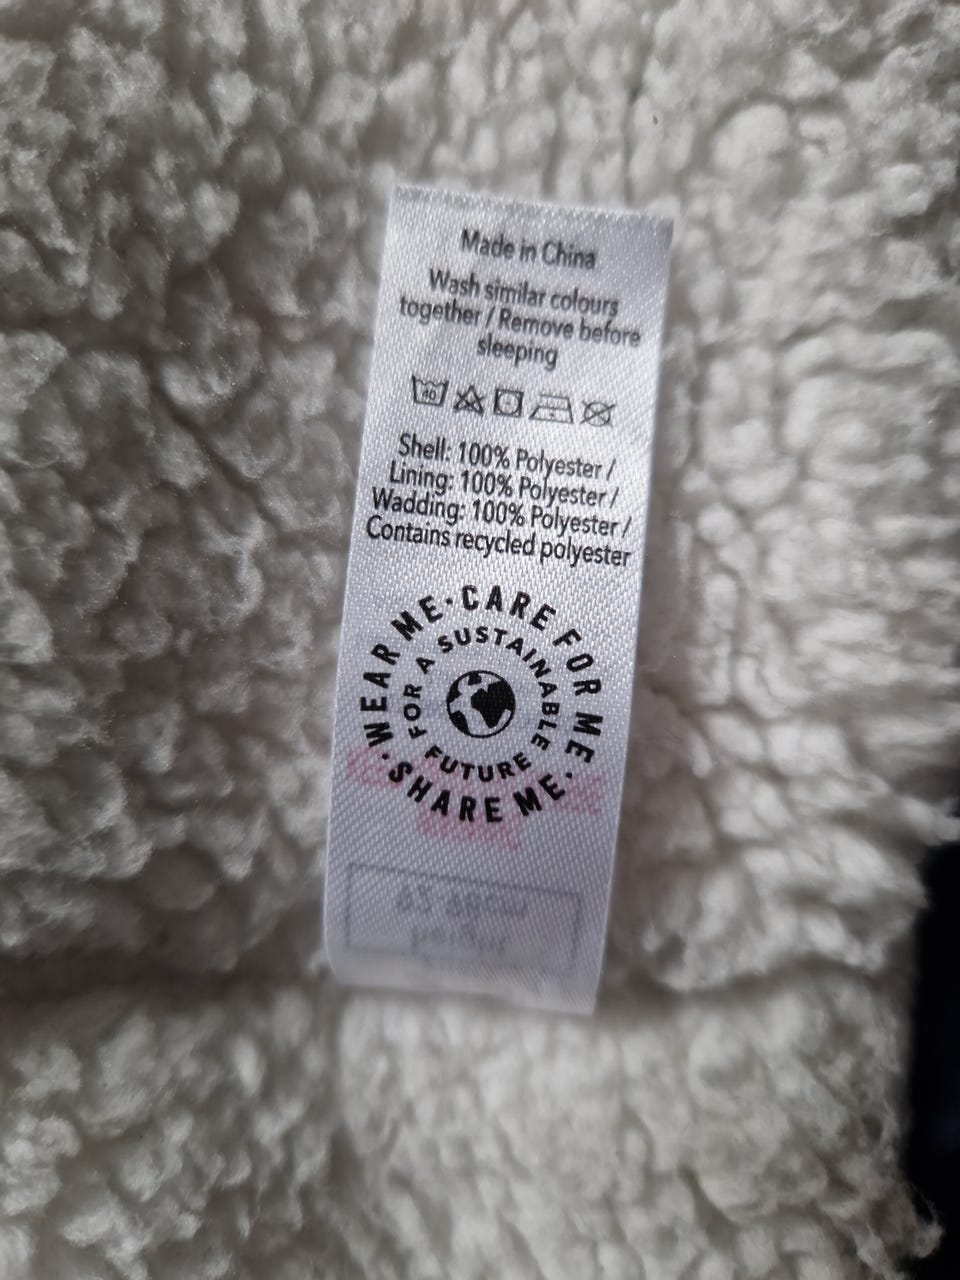 Made in China
Wash similar colours
together / Remove before
sleeping
40
Shell: 100% Polyester /
Lining: 100% Polyester /
Wadding: 100% Polyester /
Contains recycled polyester
WEAR ME · CARE FOR ME · SHARE ME ·
FOR A SUSTAINABLE FUTURE